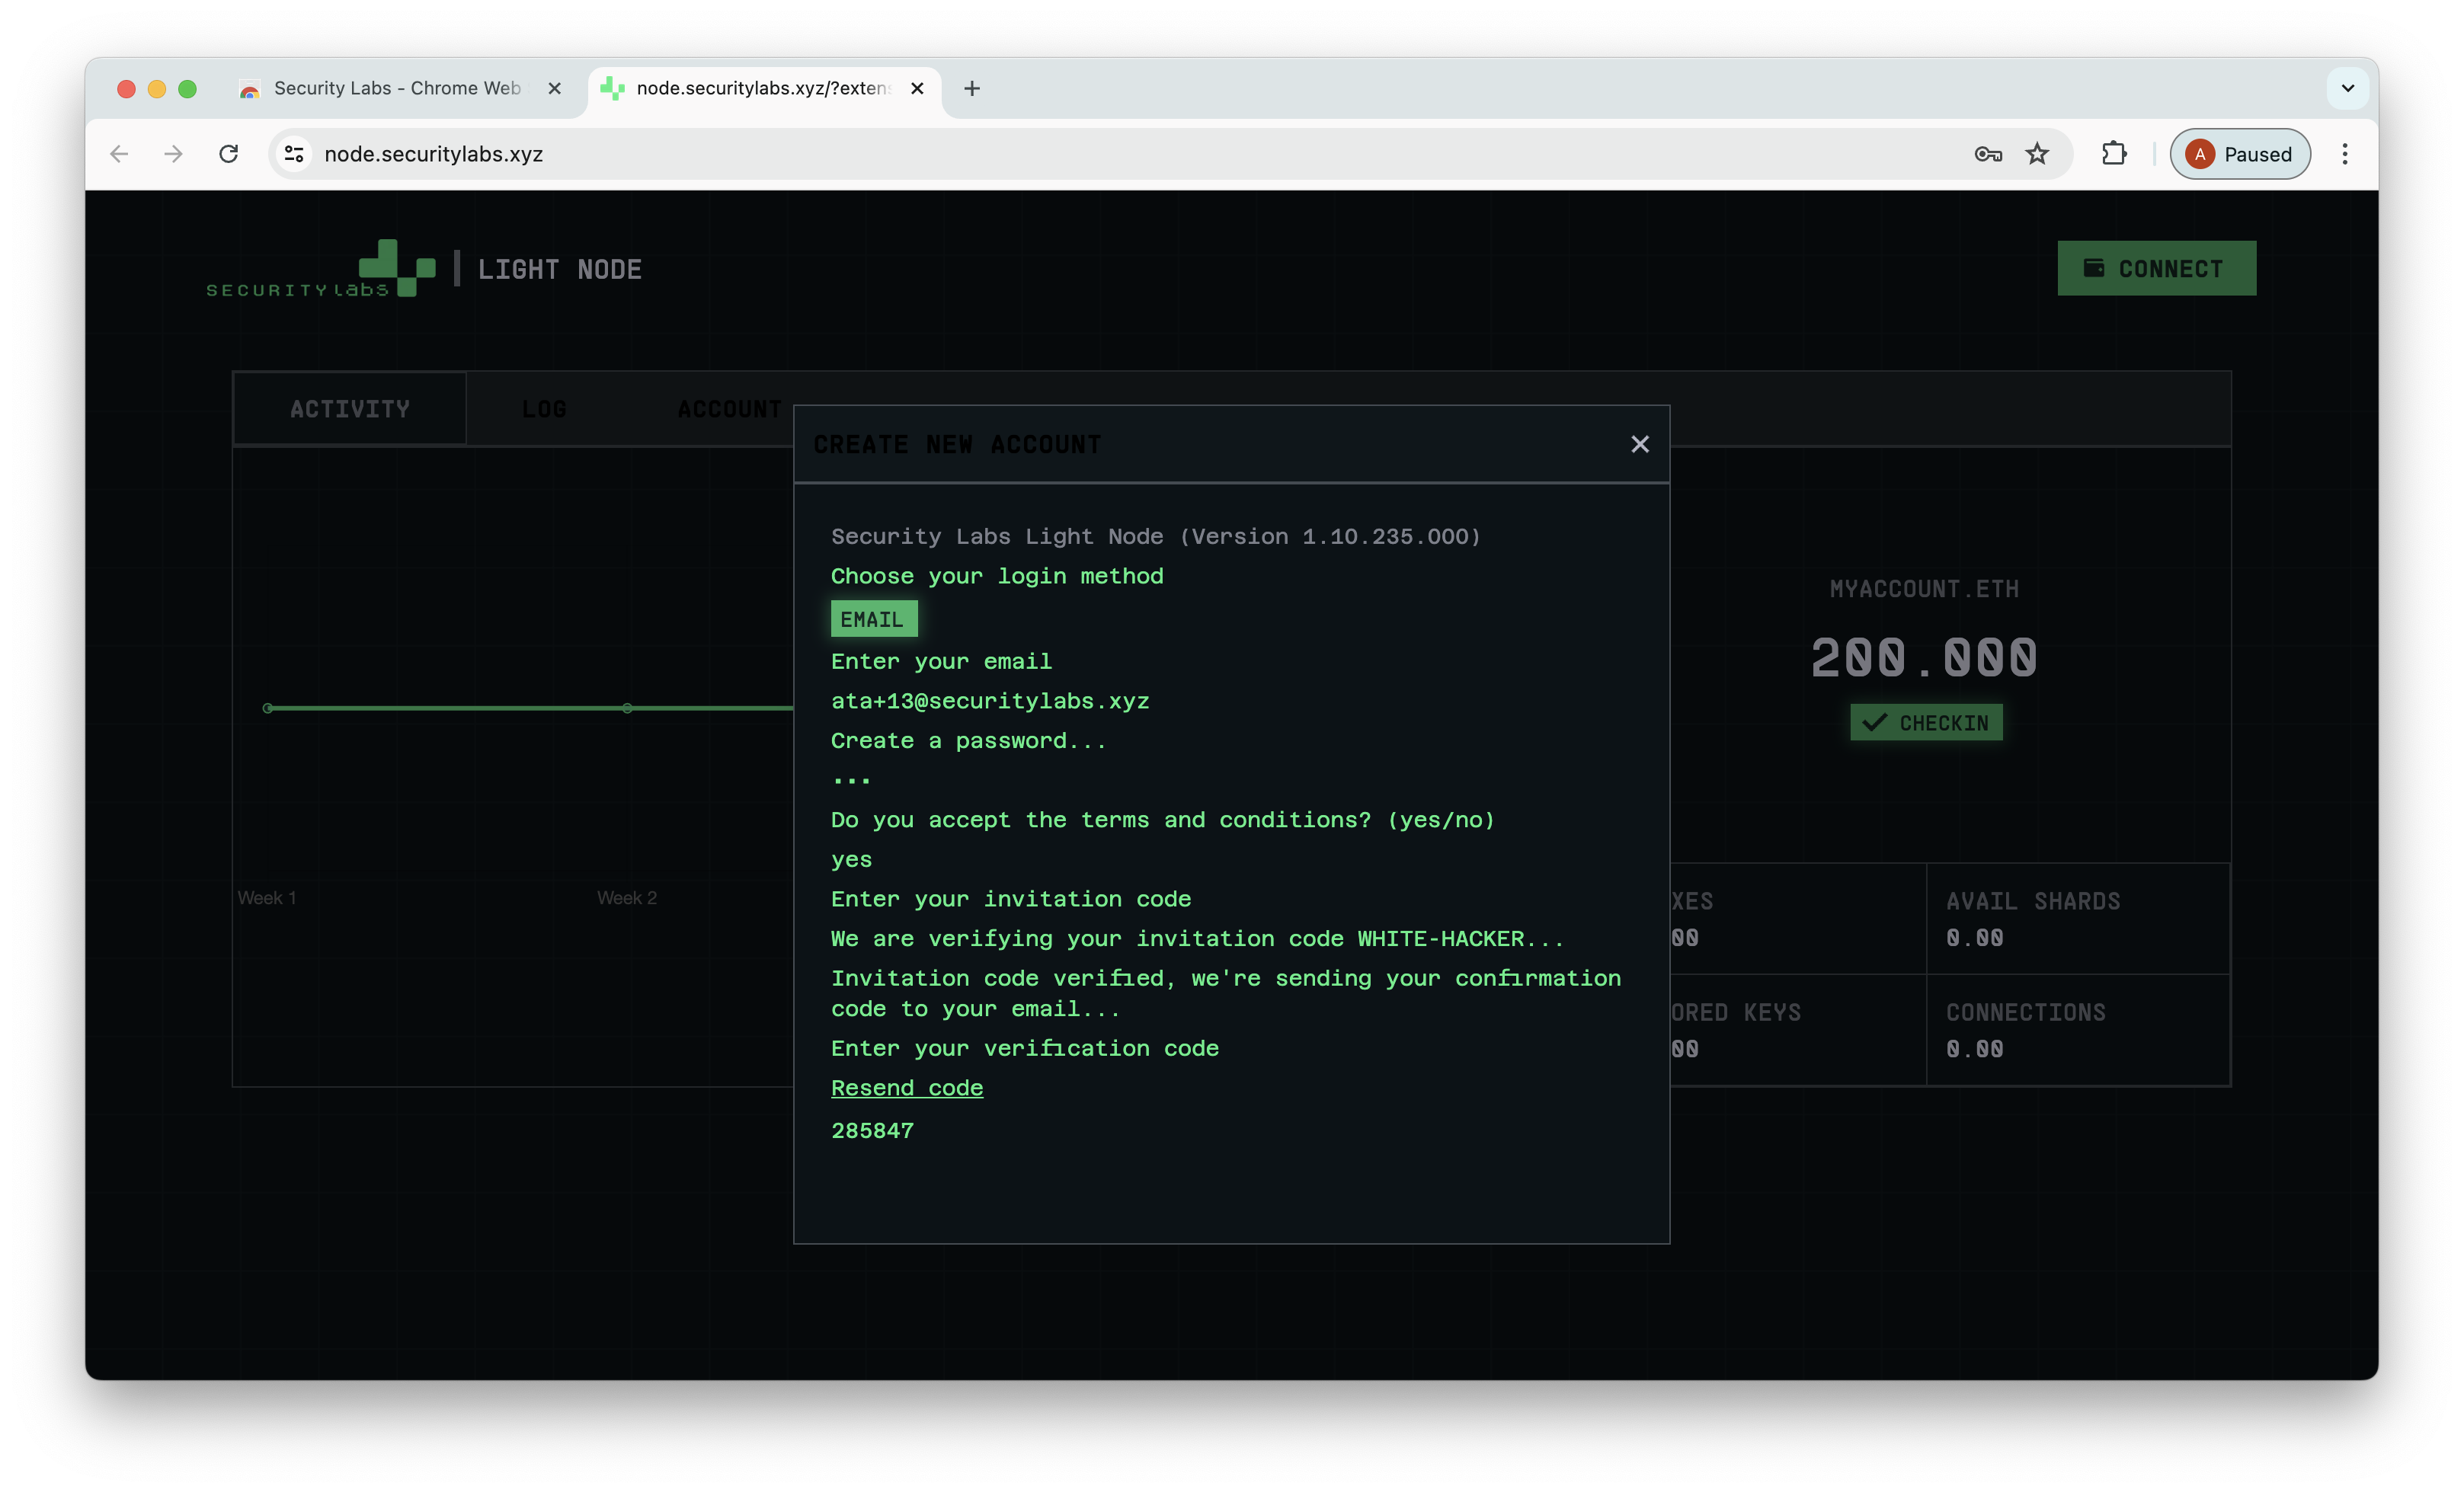 Security Labs - Chrome Web
node.securitylabs.xyz/?exten
node.securitylabs.xyz
A
Paused
SECURITYlabs
LIGHT NODE
CONNECT
ACTIVITY
LOG
ACCOUNT
CREATE NEW ACCOUNT
Security Labs Light Node (Version 1.10.235.000)
Choose your login method
EMAIL
Enter your email
ata+13@securitylabs.xyz
Create a password...
...
Do you accept the terms and conditions? (yes/no)
yes
Enter your invitation code
We are verifying your invitation code WHITE-HACKER...
Invitation code verified, we're sending your confirmation
code to your email...
Enter your verification code
Resend code
285847
Week 1
Week 2
MYACCOUNT.ETH
200.000
CHECKIN
XES
00
AVAIL SHARDS
0.00
ORED KEYS
00
CONNECTIONS
0.00